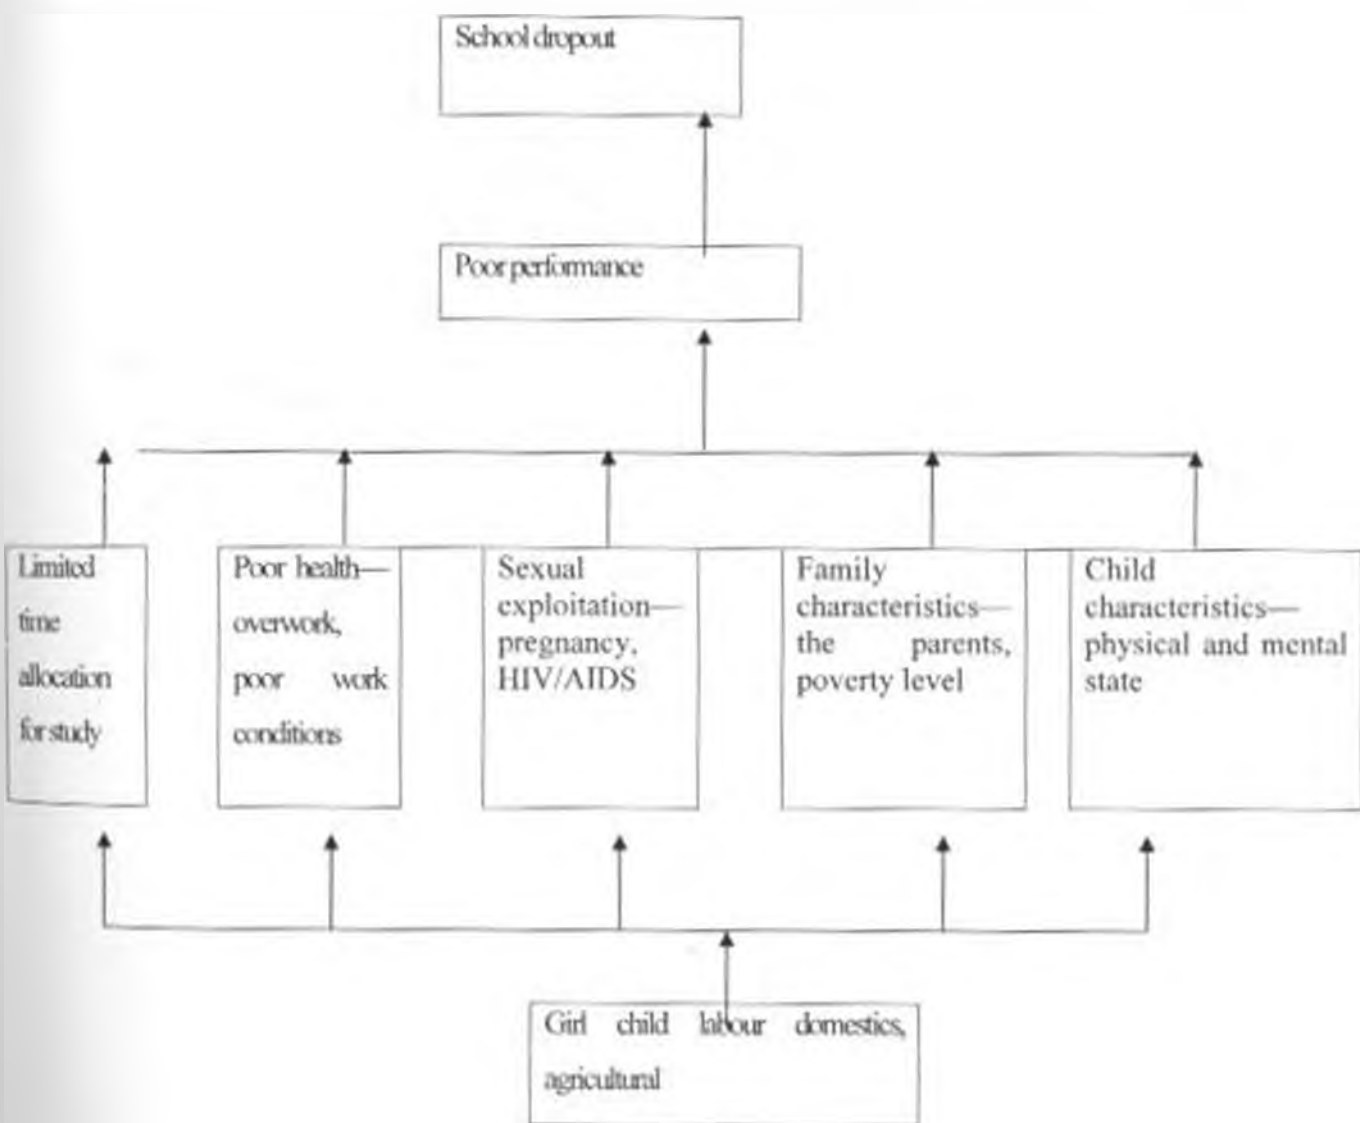 School dropout
Poor performance
Limited
time
allocation
for study
Poor health—
overwork,
poor work
conditions
Sexual
exploitation—
pregnancy,
HIV/AIDS
Family
characteristics—
the parents,
poverty level
Child
characteristics—
physical and mental
state
Girl child labour domestics,
agricultural